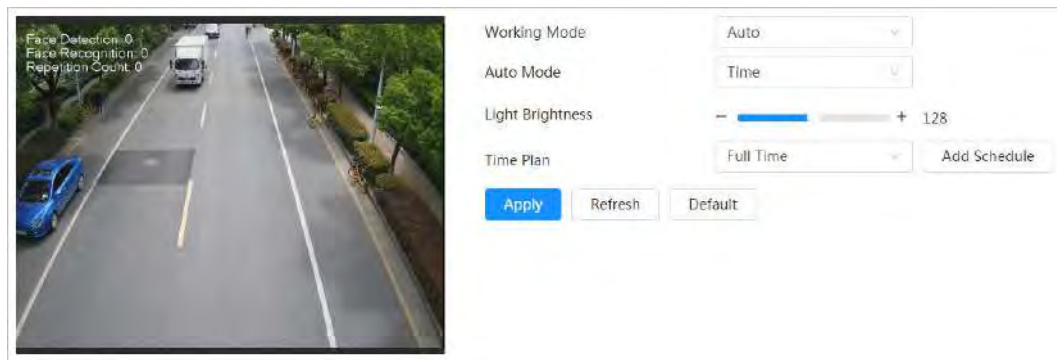 Face Detection: 0
Face Recognition: 0
Repetition Count: 0
Working Mode Auto
Auto Mode Time
Light Brightness - + 128
Time Plan Full Time Add Schedule
Apply Refresh Default